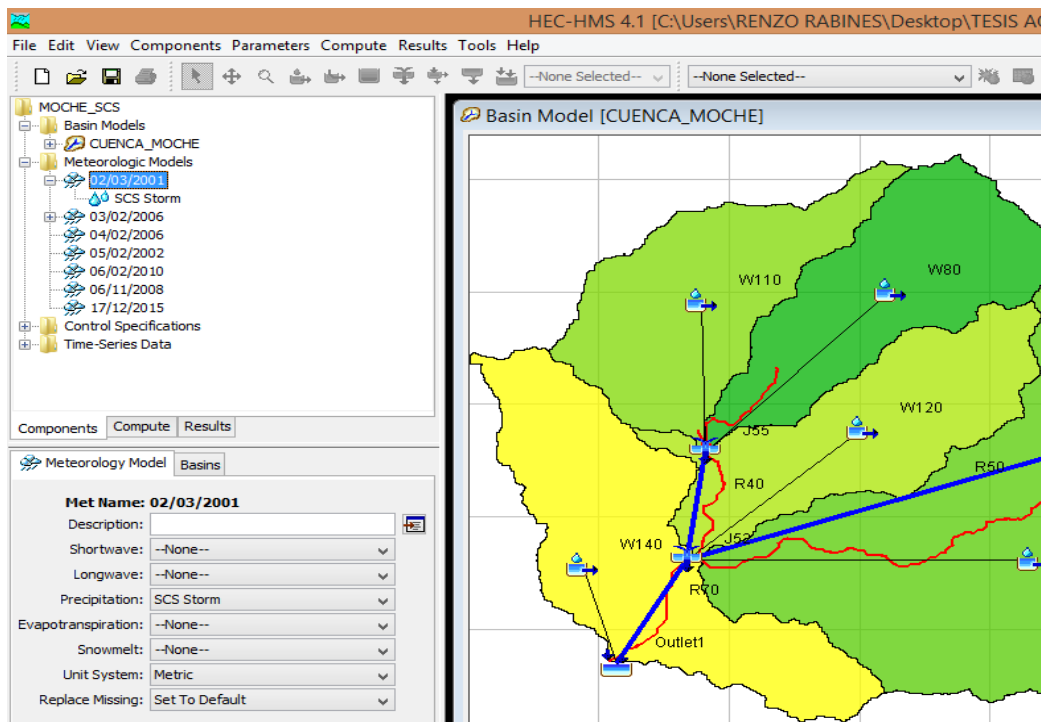 HEC-HMS 4.1 [C:\Users\RENZO RABINES\Desktop\TESIS AC
File Edit View Components Parameters Compute Results Tools Help
--None Selected-- --None Selected--
MOCHE_SCS
Basin Models
CUENCA_MOCHE
Meteorologic Models
02/03/2001
SCS Storm
03/02/2006
04/02/2006
05/02/2002
06/02/2010
06/11/2008
17/12/2015
Control Specifications
Time-Series Data
Components Compute Results
Meteorology Model Basins
Met Name: 02/03/2001
Description:
Shortwave: --None--
Longwave: --None--
Precipitation: SCS Storm
Evapotranspiration: --None--
Snowmelt: --None--
Unit System: Metric
Replace Missing: Set To Default
Basin Model [CUENCA_MOCHE]
W110
W80
W120
J55
R50
R40
J52
W140
R70
Outlet1